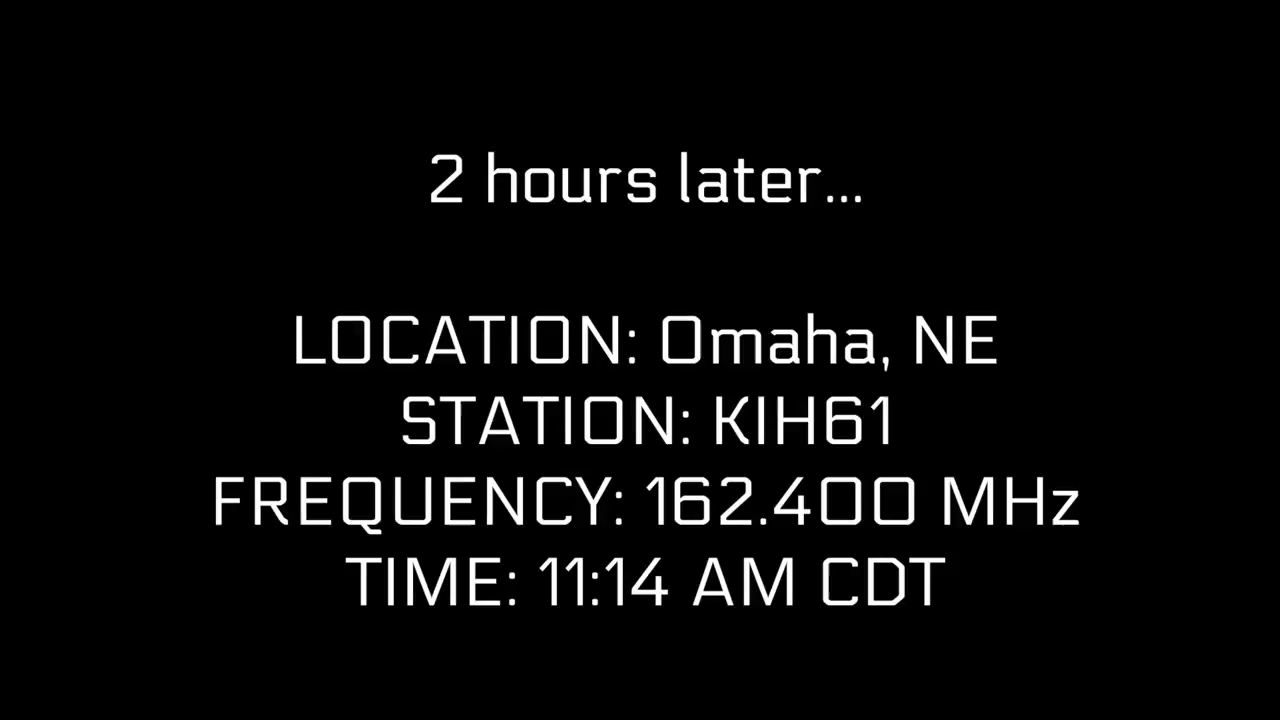 2 hours later...
LOCATION: Omaha, NE
STATION: KIH61
FREQUENCY: 162.400 MHz
TIME: 11:14 AM CDT